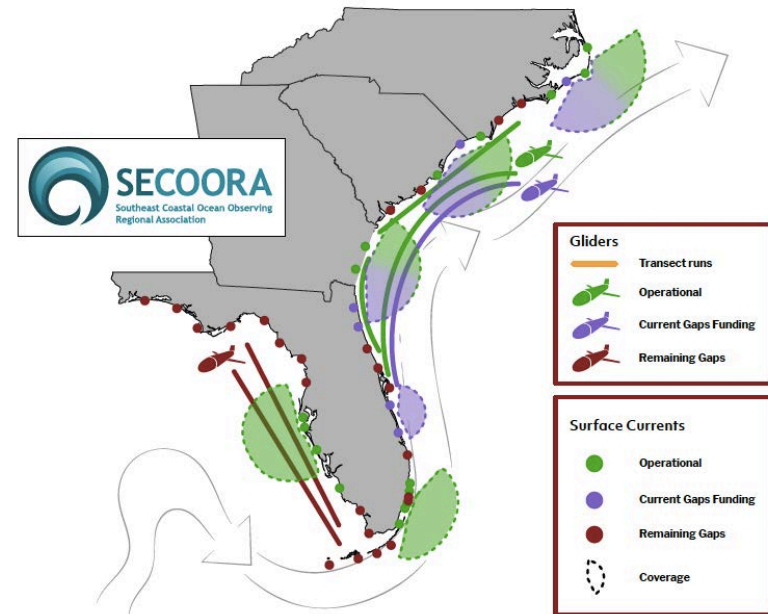 SECOORA
Southeast Coastal Ocean Observing
Regional Association
Gliders
Transect runs
Operational
Current Gaps Funding
Remaining Gaps
Surface Currents
Operational
Current Gaps Funding
Remaining Gaps
Coverage